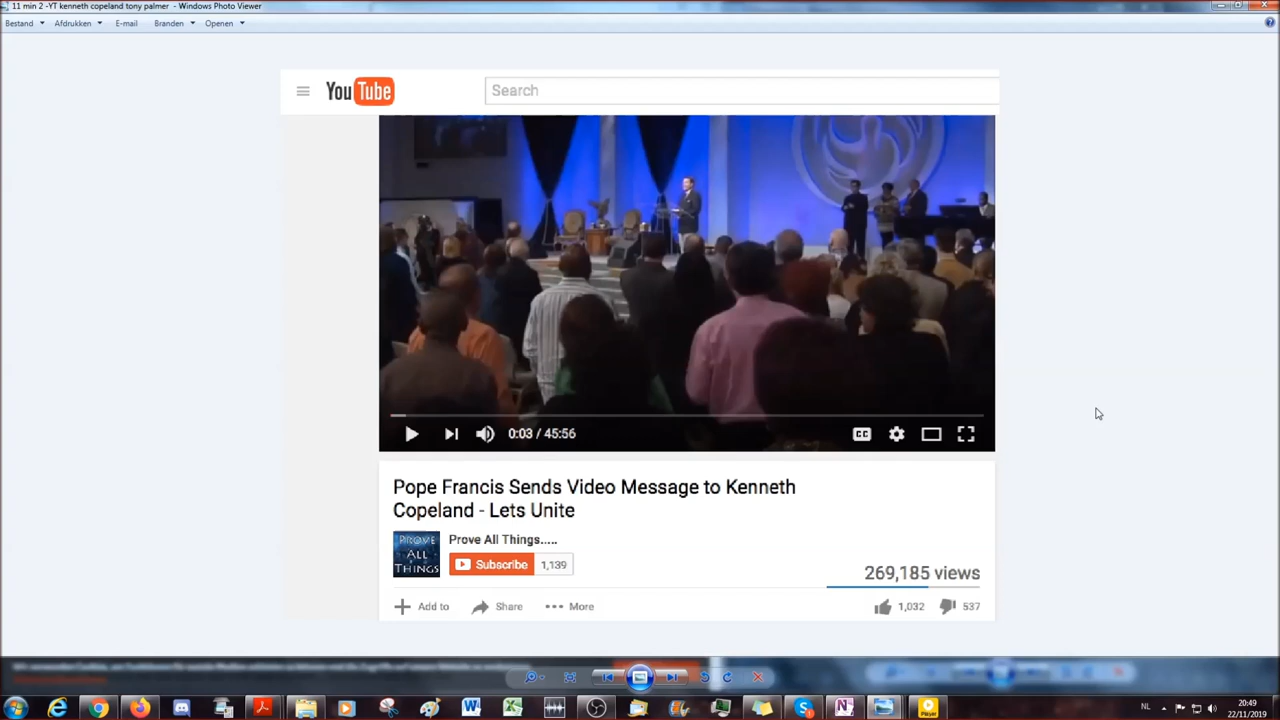 11 min 2 -YT kenneth copeland tony palmer - Windows Photo Viewer
Bestand Afdrukken E-mail Branden Openen
YouTube Search
0:03 / 45:56 CC
Pope Francis Sends Video Message to Kenneth
Copeland - Lets Unite
Prove All Things.....
PROVE
ALL
THINGS
Subscribe 1,139
269,185 views
Add to Share More 1,032 537
NL 20:49
22/11/2019
Player